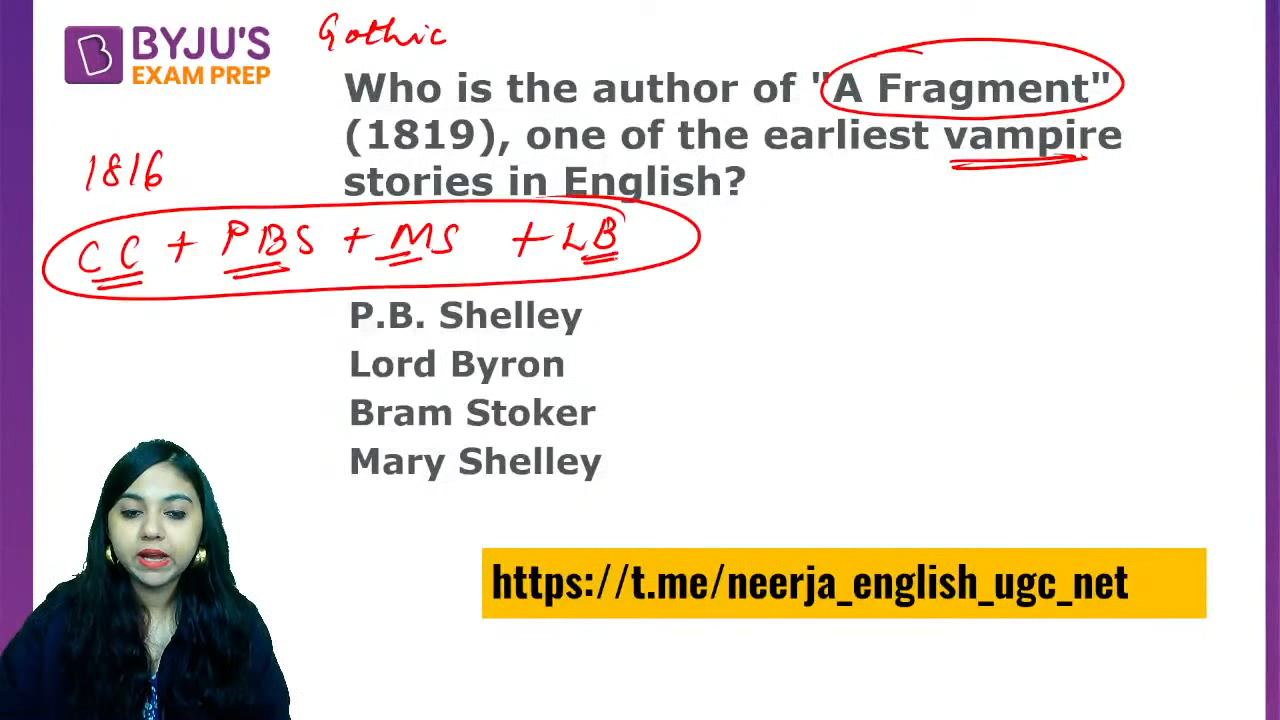 BYJU'S
EXAM PREP
Gothic
Who is the author of "A Fragment"
(1819), one of the earliest vampire
stories in English?
1816
CC + PBS + MS + LB
P.B. Shelley
Lord Byron
Bram Stoker
Mary Shelley
https://t.me/neerja_english_ugc_net